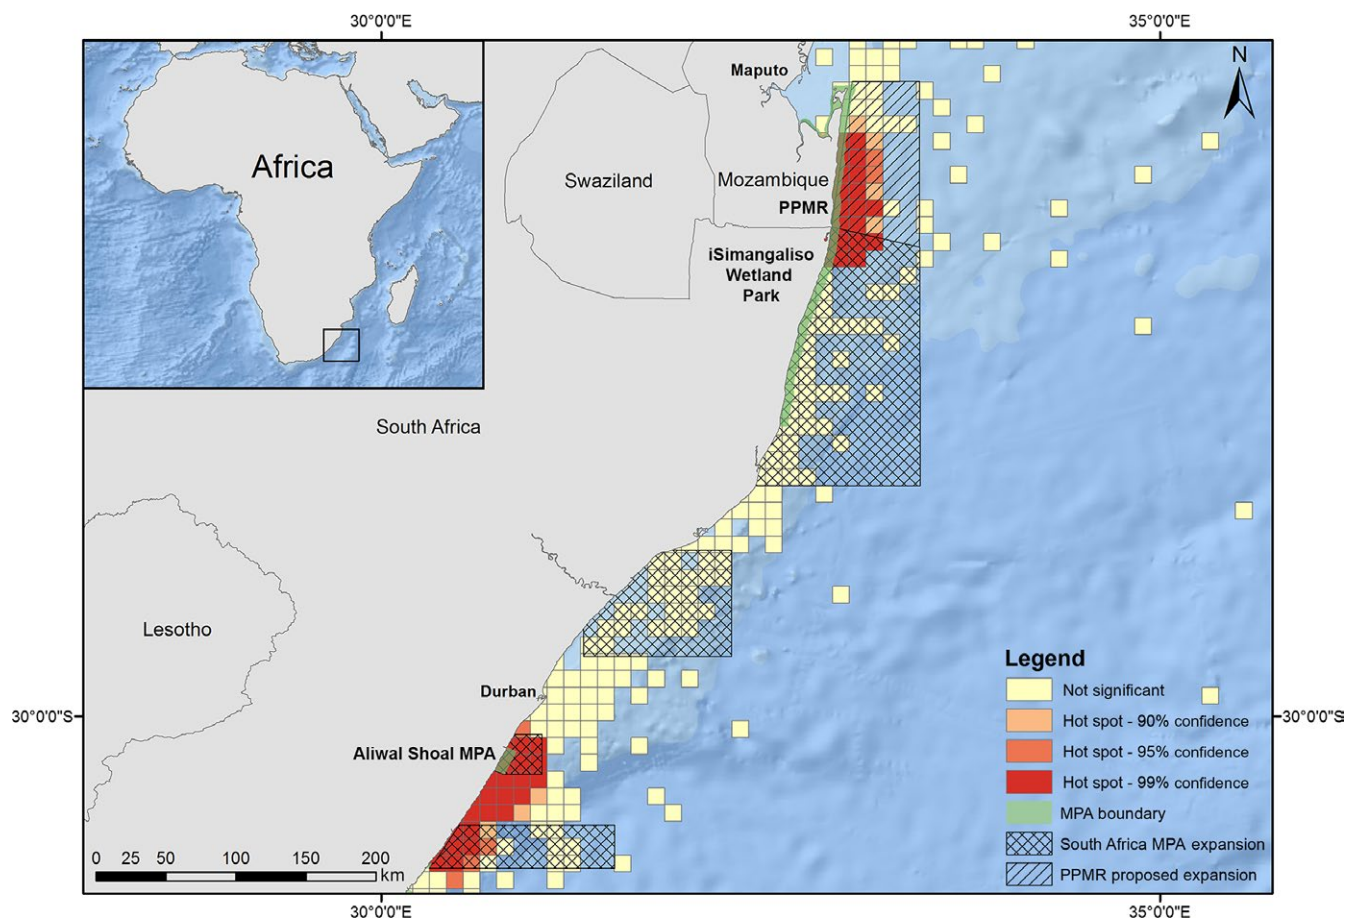 30°0'0"E
35°0'0"E
Africa
Maputo
N
Swaziland
Mozambique
PPMR
iSimangaliso
Wetland
Park
South Africa
Lesotho
Durban
30°0'0"S
30°0'0"S
Aliwal Shoal MPA
Legend
Not significant
Hot spot - 90% confidence
Hot spot - 95% confidence
Hot spot - 99% confidence
MPA boundary
South Africa MPA expansion
PPMR proposed expansion
0 25 50 100 150 200
km
30°0'0"E
35°0'0"E